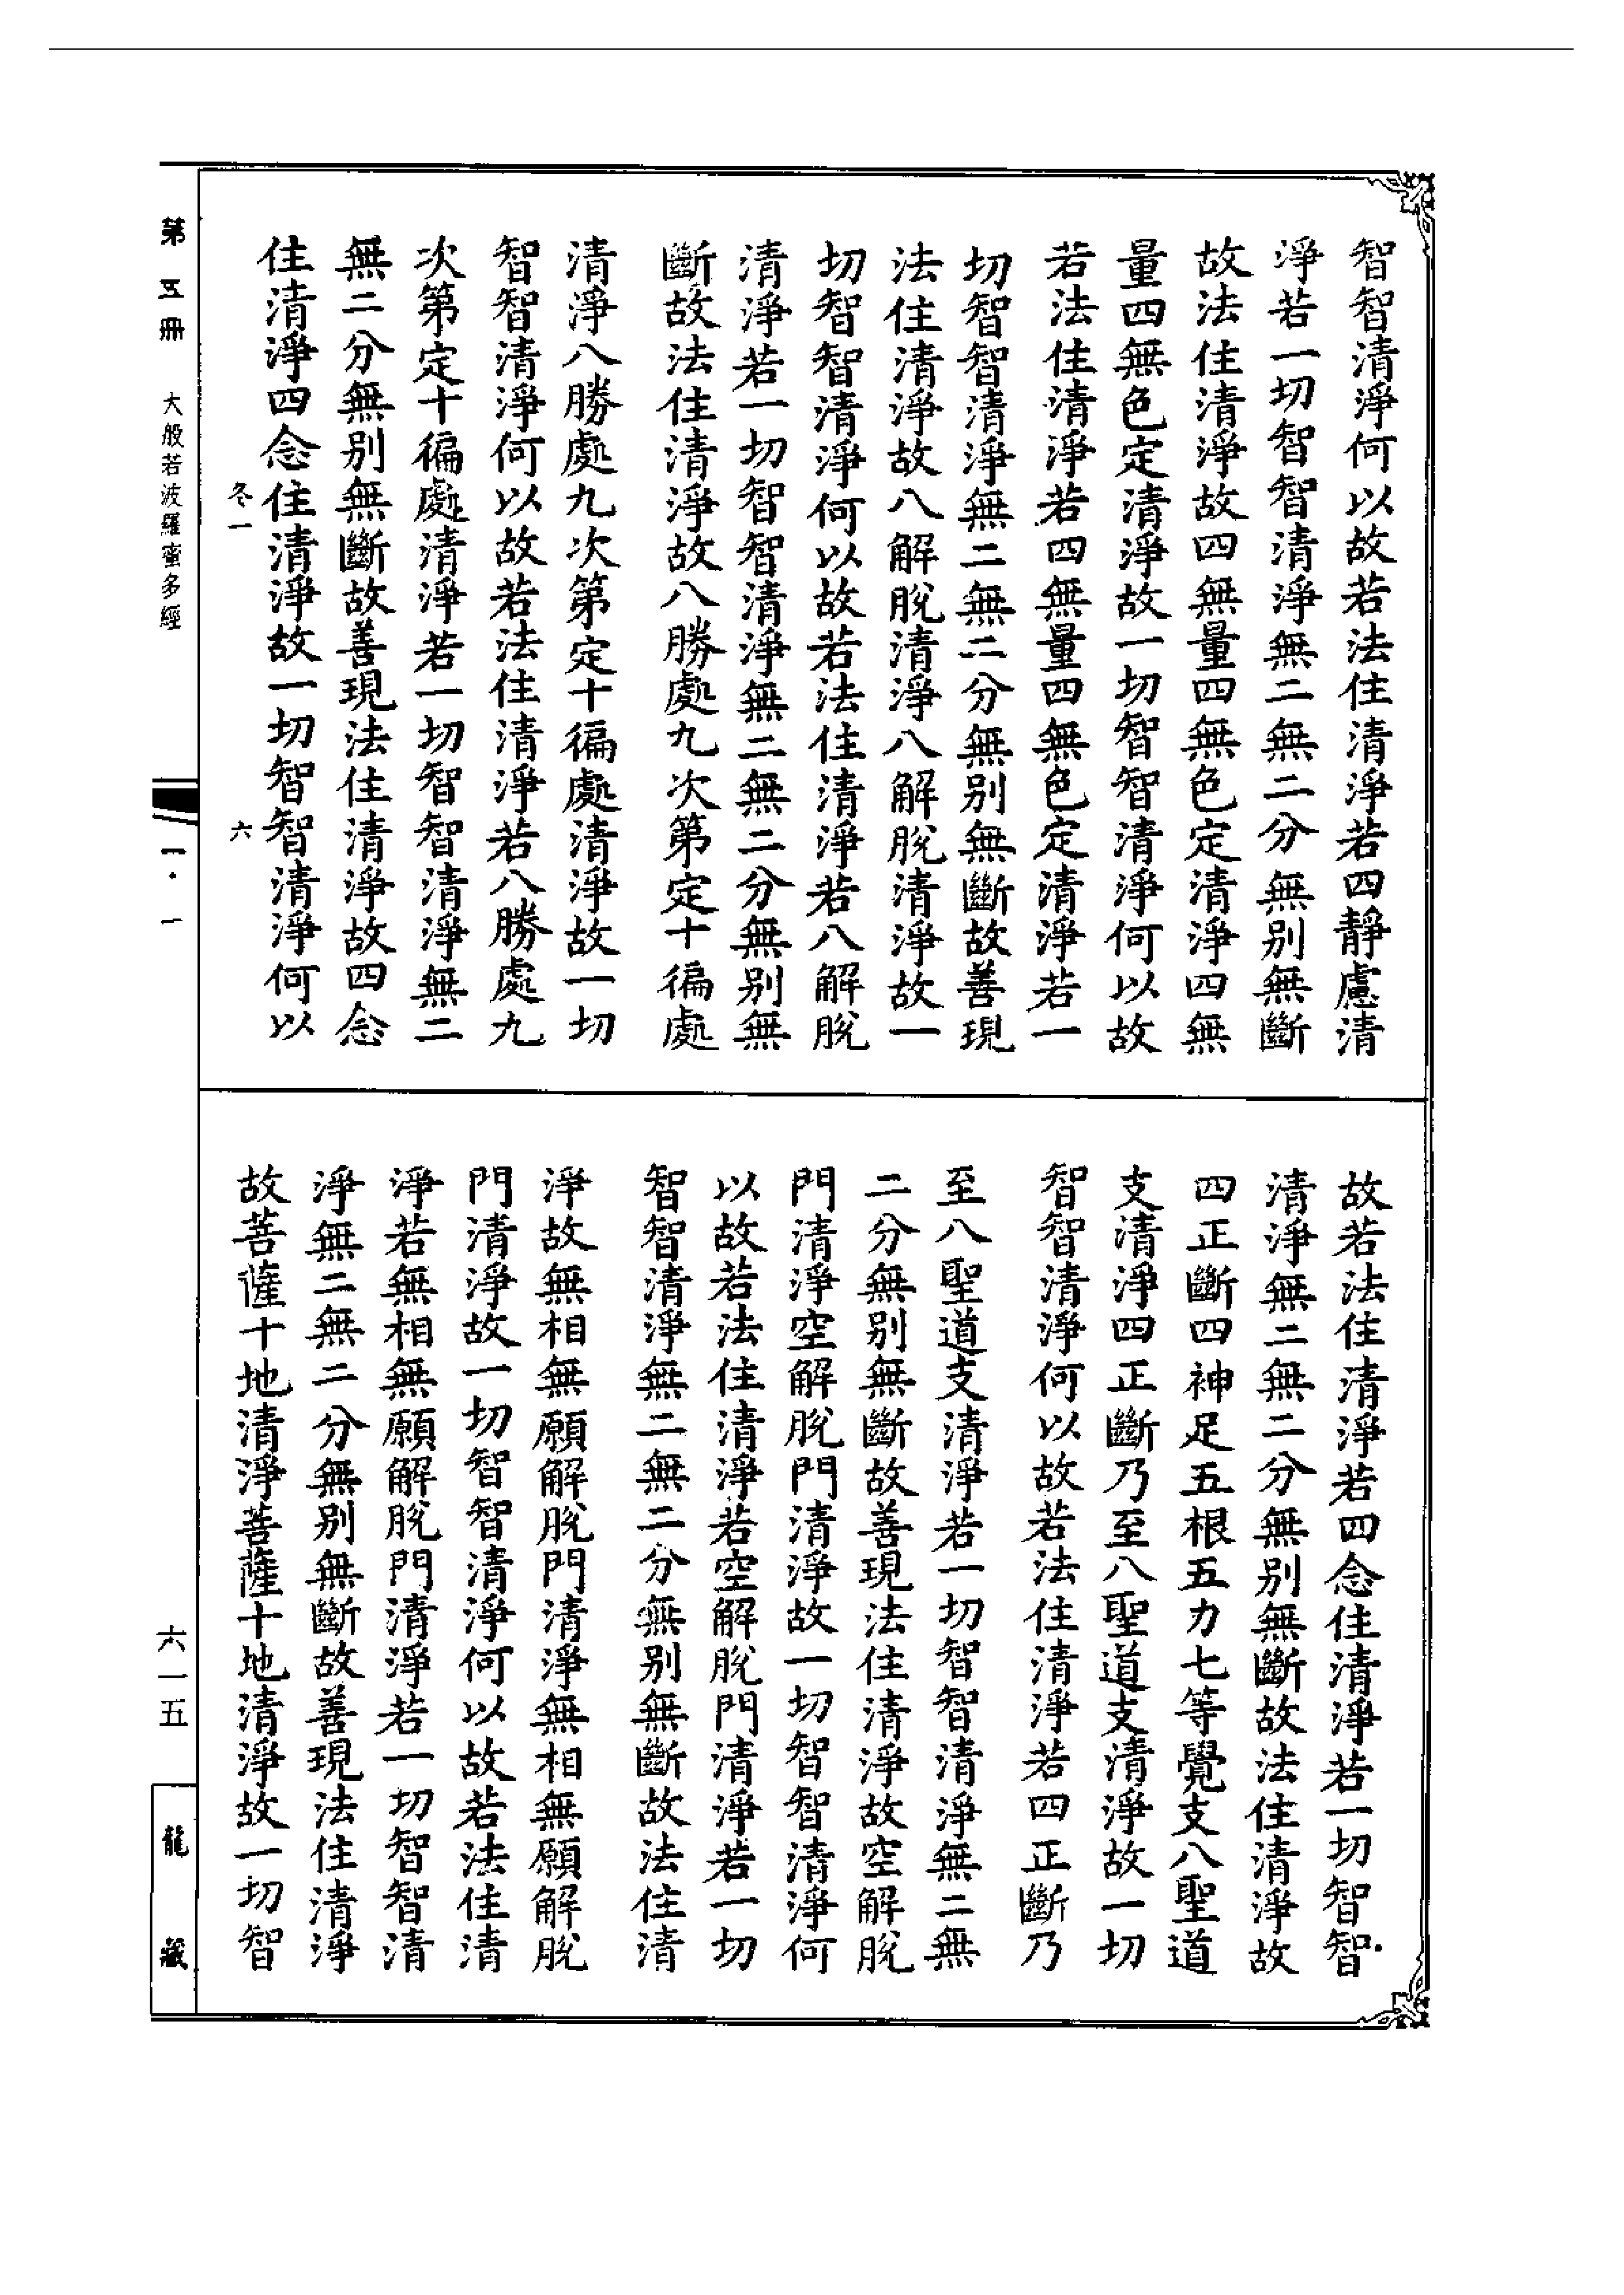 智智清淨何以故若法住清淨若四靜慮清
淨若一切智智清淨無二無二分無別無斷
故法住清淨故四無量四無色定清淨四無
量四無色定清淨故一切智智清淨何以故
若法住清淨若四無量四無色定清淨若一
切智智清淨無二無二分無別無斷故善現
法住清淨故八解脫清淨八解脫清淨故一
切智智清淨何以故若法住清淨若八解脫
清淨若一切智智清淨無二無二分無別無
斷故法住清淨故八勝處九次第定十徧處
清淨八勝處九次第定十徧處清淨故一切
智智清淨何以故若法住清淨若八勝處九
次第定十徧處清淨若一切智智清淨無二
無二分無別無斷故善現法住清淨故四念
住清淨四念住清淨故一切智智清淨何以
冬一 六
故若法住清淨若四念住清淨若一切智智
清淨無二無二分無別無斷故法住清淨故
四正斷四神足五根五力七等覺支八聖道
支清淨四正斷乃至八聖道支清淨故一切
智智清淨何以故若法住清淨若四正斷乃
至八聖道支清淨若一切智智清淨無二無
二分無別無斷故善現法住清淨故空解脫
門清淨空解脫門清淨故一切智智清淨何
以故若法住清淨若空解脫門清淨若一切
智智清淨無二無二分無別無斷故法住清
淨故無相無願解脫門清淨無相無願解脫
門清淨故一切智智清淨何以故若法住清
淨若無相無願解脫門清淨若一切智智清
淨無二無二分無別無斷故善現法住清淨
故菩薩十地清淨菩薩十地清淨故一切智
第五冊 大般若波羅蜜多經 一·一 六一五 龍藏